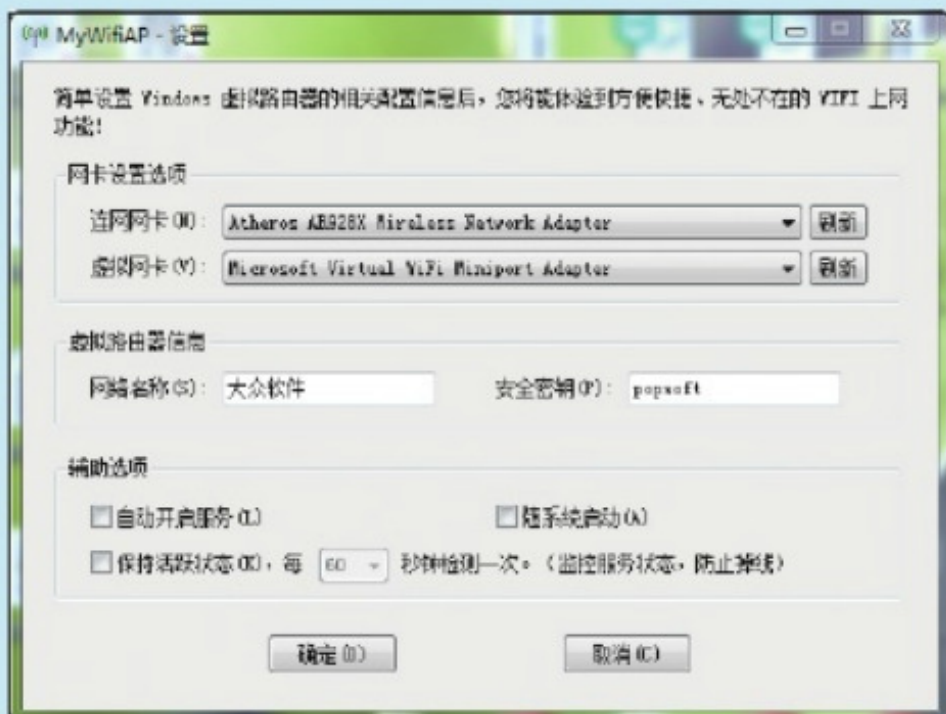 MyWifiAP - 设置
简单设置 Windows 虚拟路由器的相关配置信息后，您将能体验到方便快捷、无处不在的 WIFI 上网
功能！
网卡设置选项
连网网卡(N)： Atheros AR928X Wireless Network Adapter 刷新
虚拟网卡(V)： Microsoft Virtual WiFi Miniport Adapter 刷新
虚拟路由器信息
网络名称(S)： 大众软件 安全密钥(P)： popsoft
辅助选项
自动开启服务(L) 随系统启动(A)
保持活跃状态(K)，每 60 秒钟检测一次。（监控服务状态，防止掉线）
确定 取消(C)